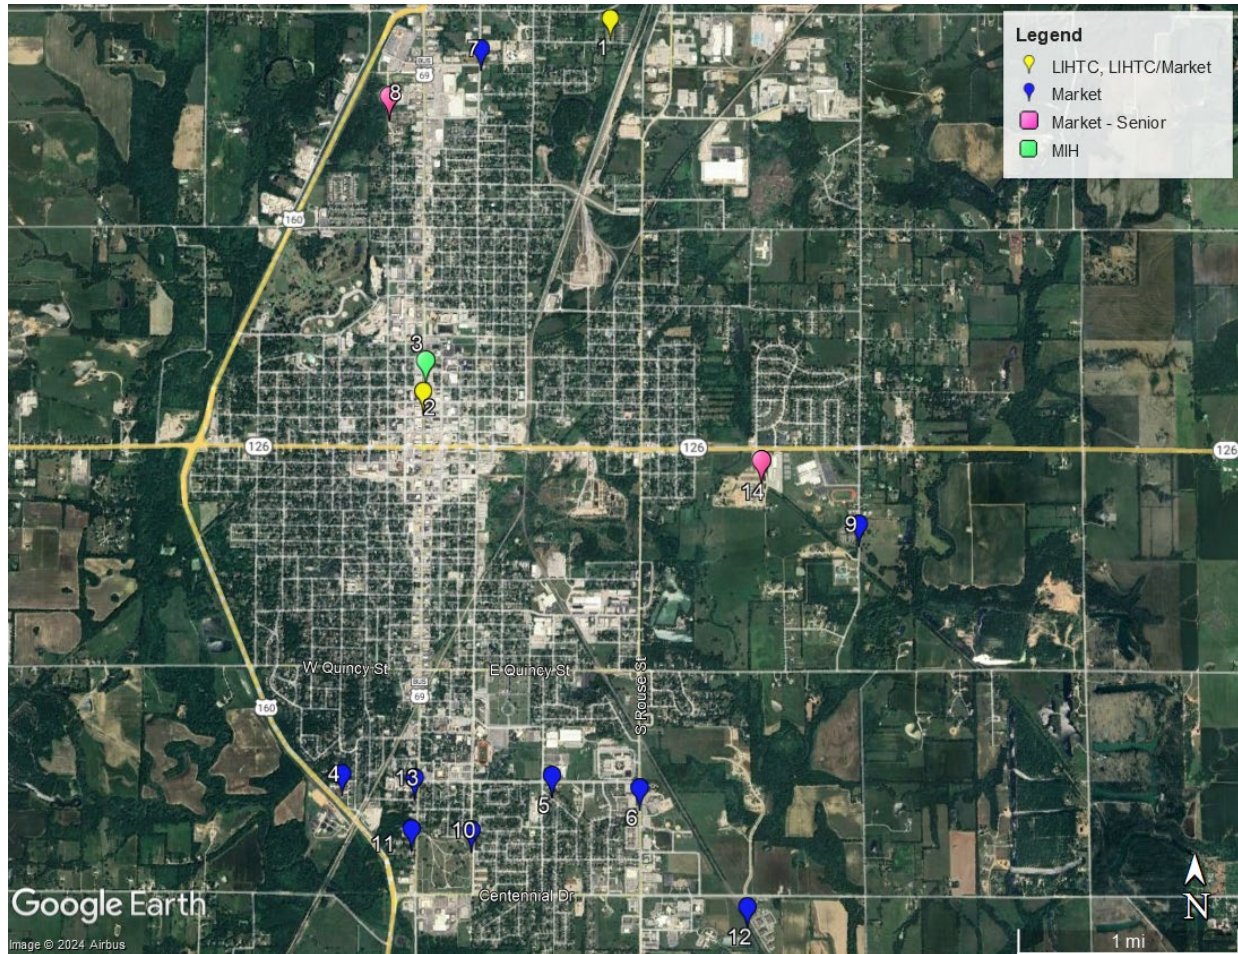 1
Legend
LIHTC, LIHTC/Market
Market
Market - Senior
MIH
7
BUS
69
8
160
3
2
126
126
126
14
9
W Quincy St
E Quincy St
S Rouse St
BUS
69
160
4
13
5
6
11
10
Centennial Dr
12
Google Earth
N
Image © 2024 Airbus
1 mi